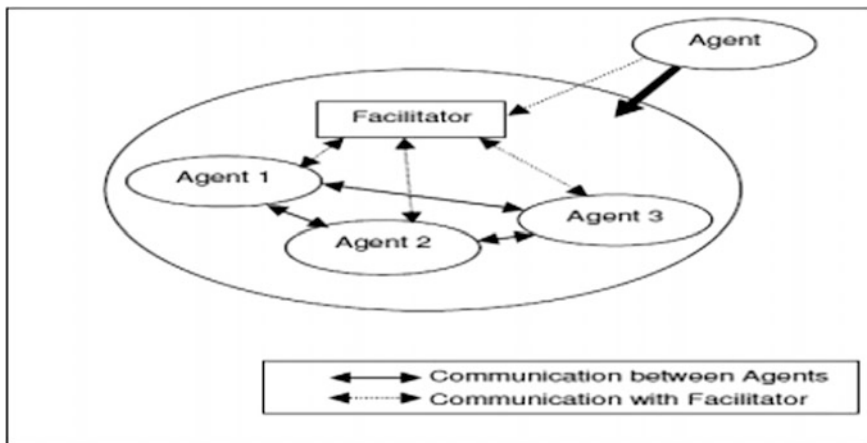 Agent
Facilitator
Agent 1
Agent 3
Agent 2
Communication between Agents
Communication with Facilitator